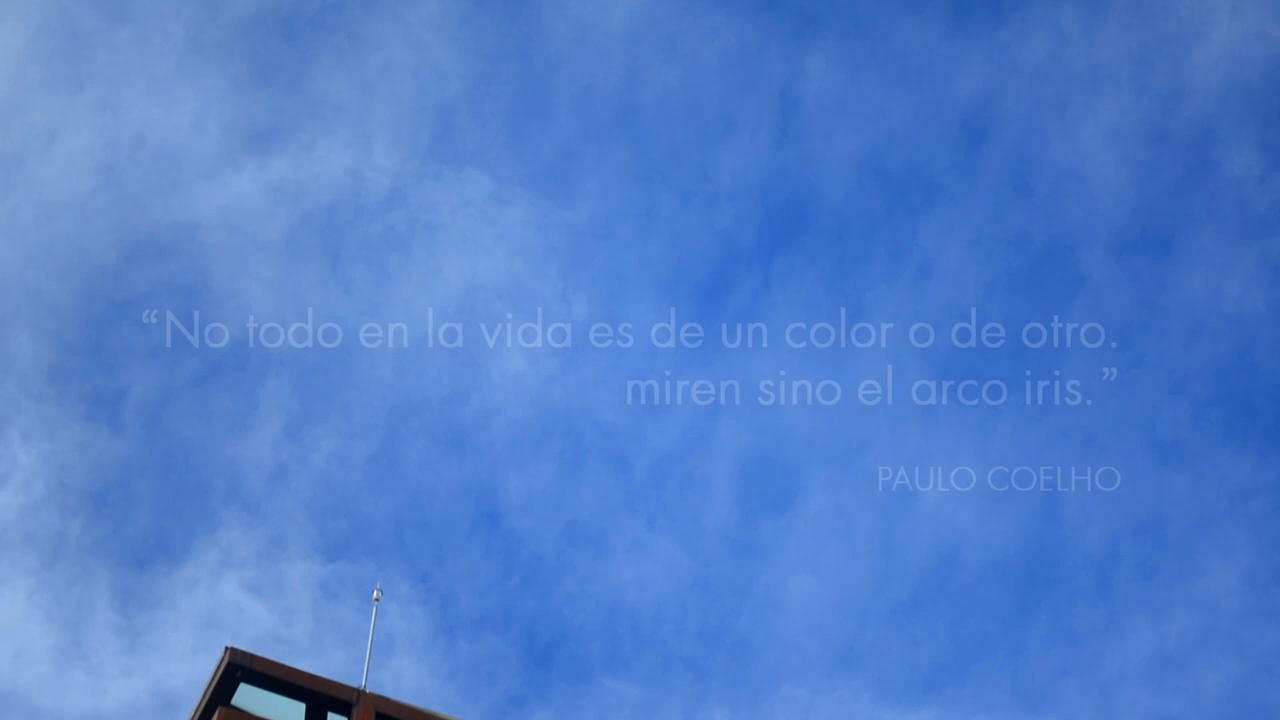 “No todo en la vida es de un color o de otro.
miren sino el arco iris.”
PAULO COELHO